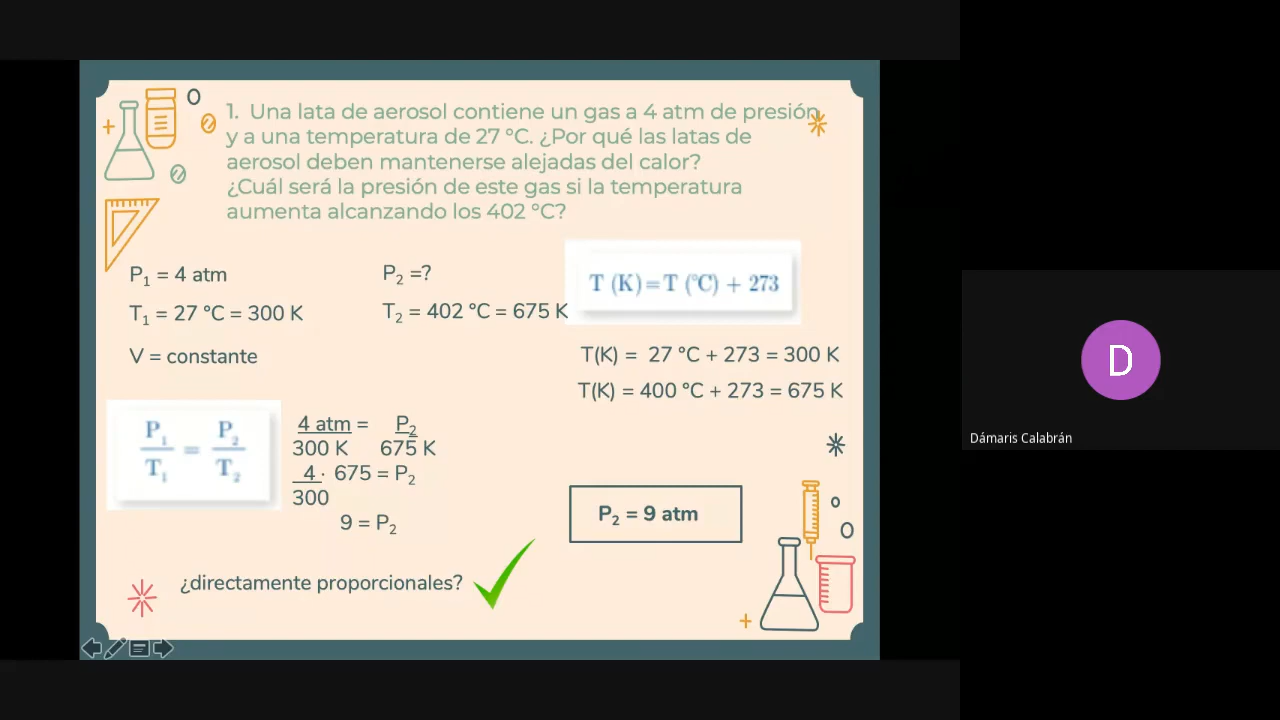 1. Una lata de aerosol contiene un gas a 4 atm de presión,
y a una temperatura de 27 °C. ¿Por qué las latas de
aerosol deben mantenerse alejadas del calor?
¿Cuál será la presión de este gas si la temperatura
aumenta alcanzando los 402 °C?
P₁ = 4 atm
P₂ =?
T (K)=T (°C) + 273
T₁ = 27 °C = 300 K
T₂ = 402 °C = 675 K
V = constante
T(K) = 27 °C + 273 = 300 K
T(K) = 400 °C + 273 = 675 K
P₁ = P₂
T₁ T₂
4 atm = P₂
300 K 675 K
4 · 675 = P₂
300
9 = P₂
P₂ = 9 atm
¿directamente proporcionales?
D
Dámaris Calabrán